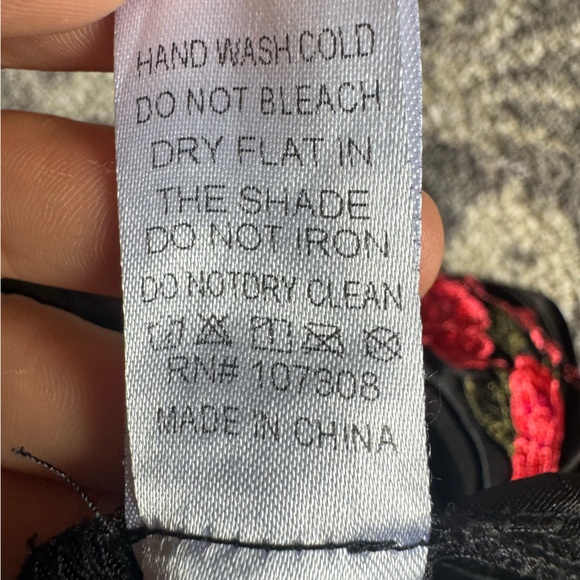 HAND WASH COLD
DO NOT BLEACH
DRY FLAT IN
THE SHADE
DO NOT IRON
DO NOTDRY CLEAN
RN# 107308
MADE IN CHINA